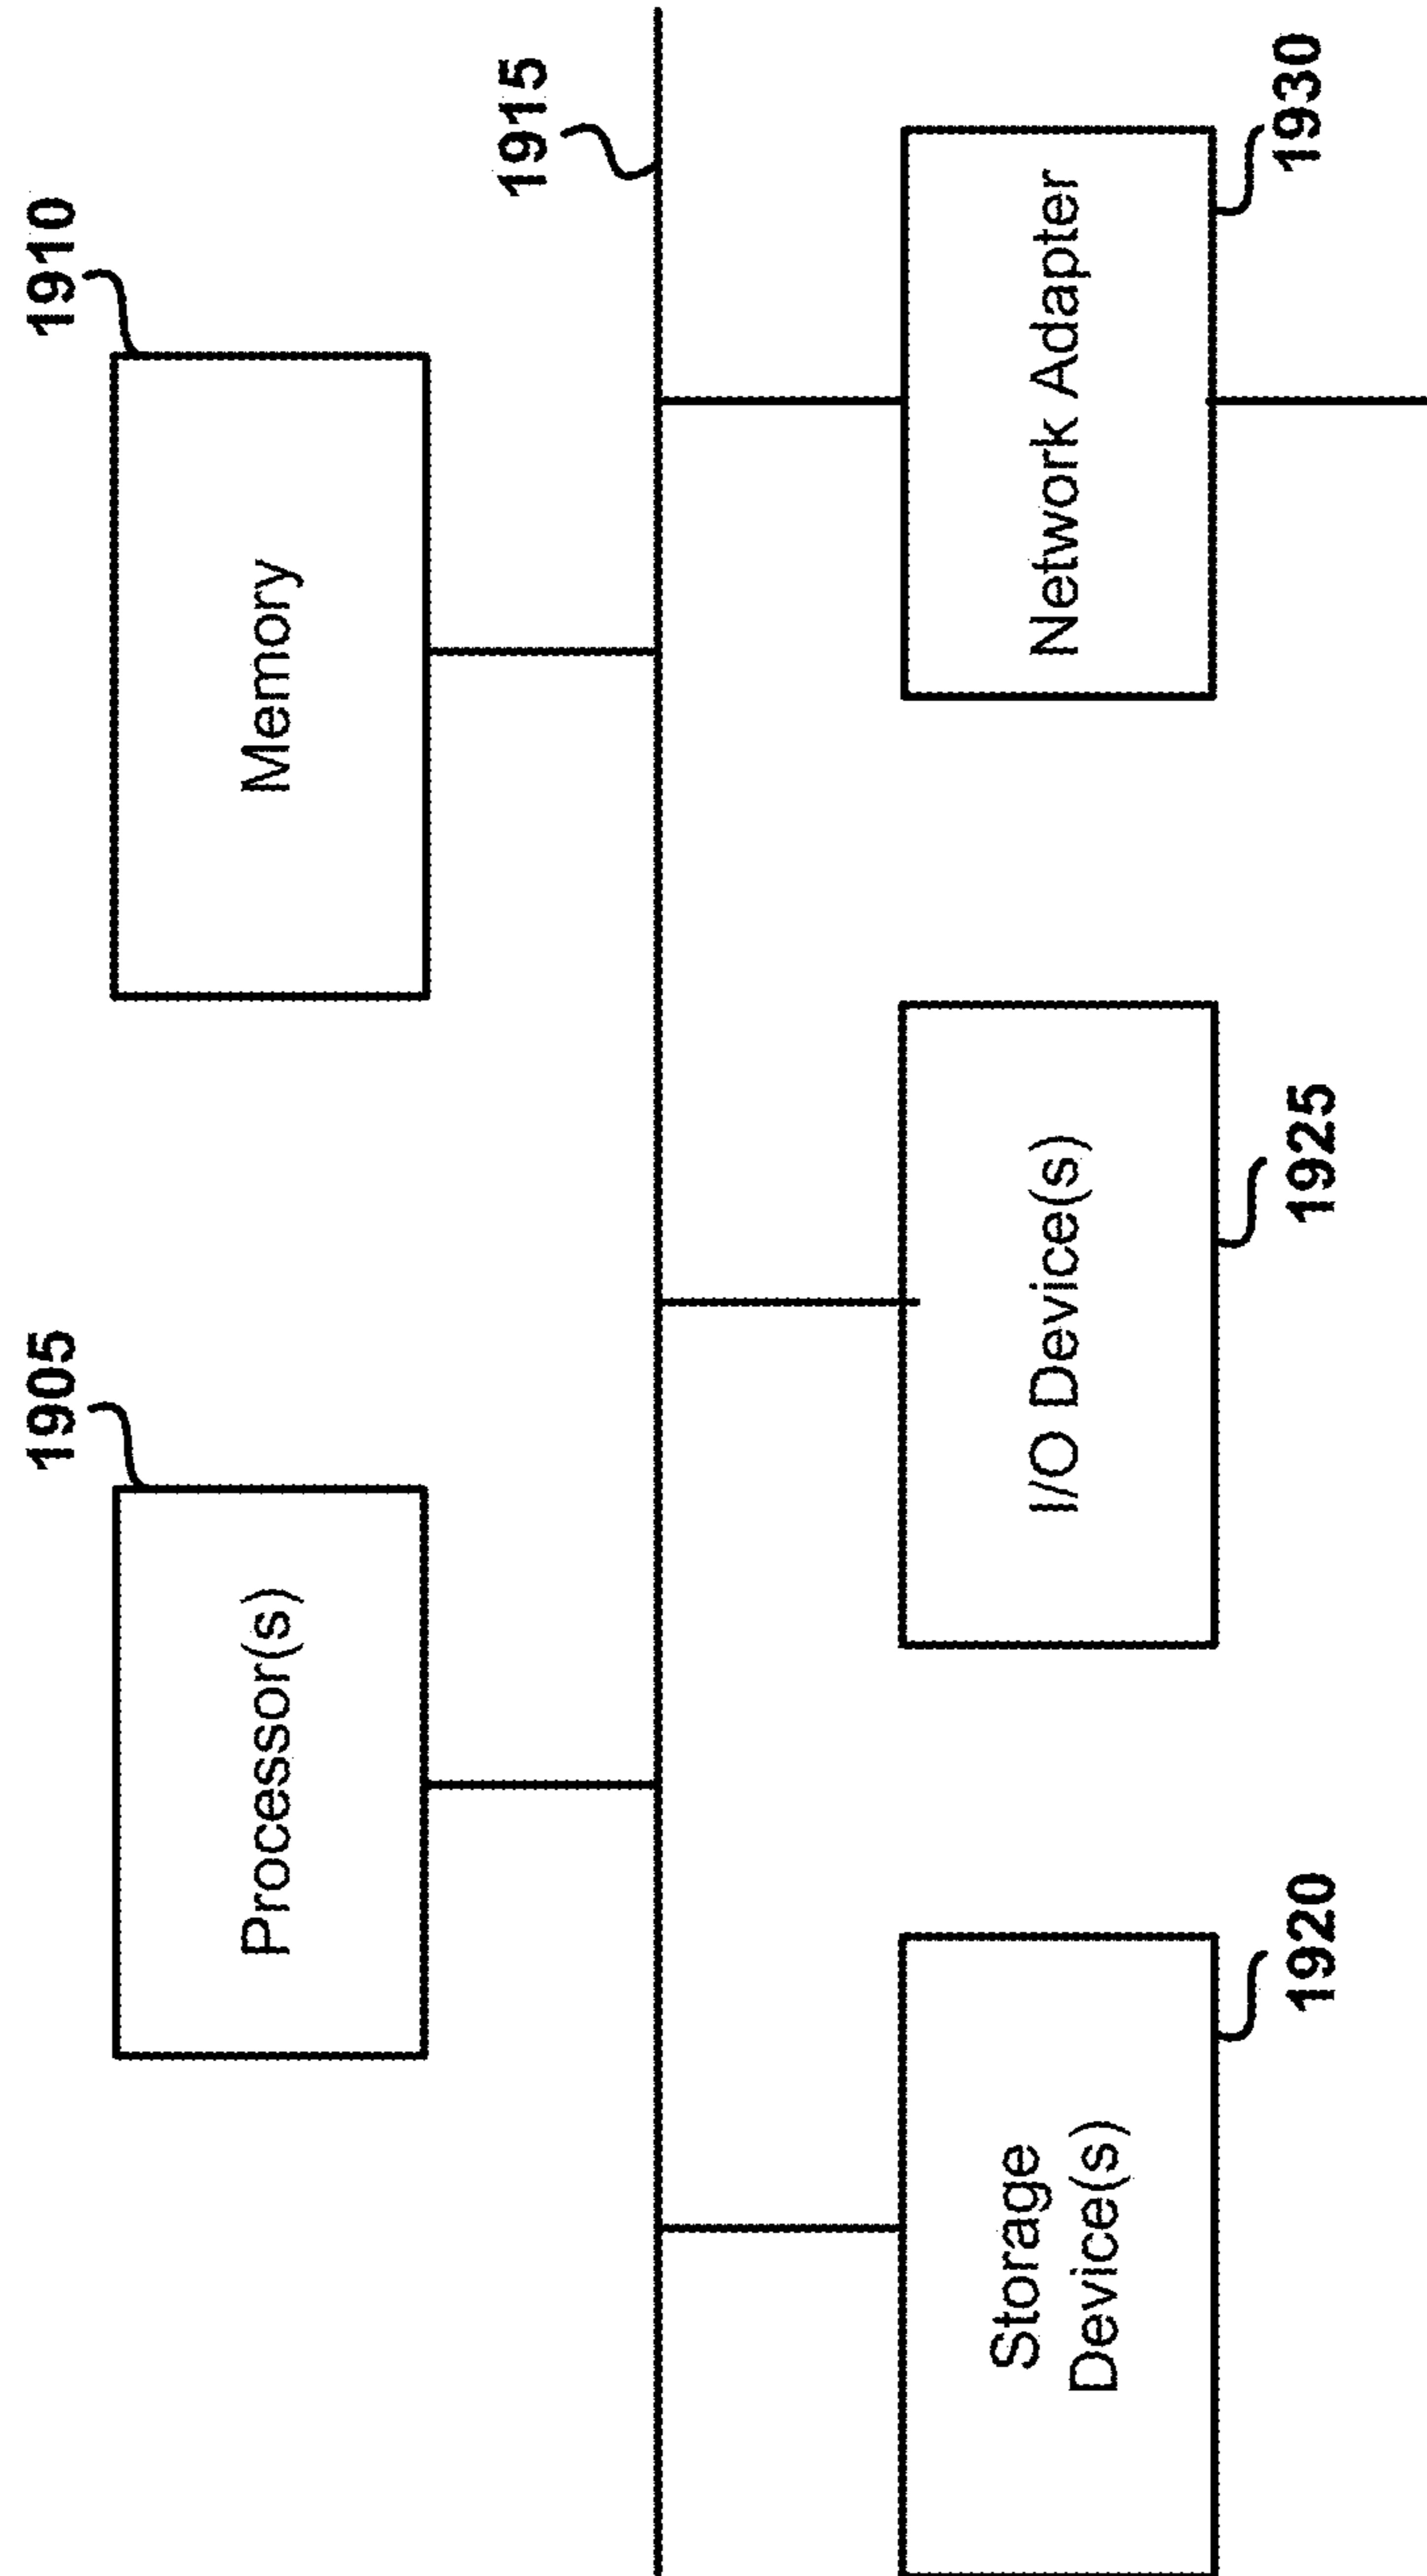 1905
1910
Processor(s)
Memory
1915
Storage
Device(s)
I/O Device(s)
Network Adapter
1920
1925
1930